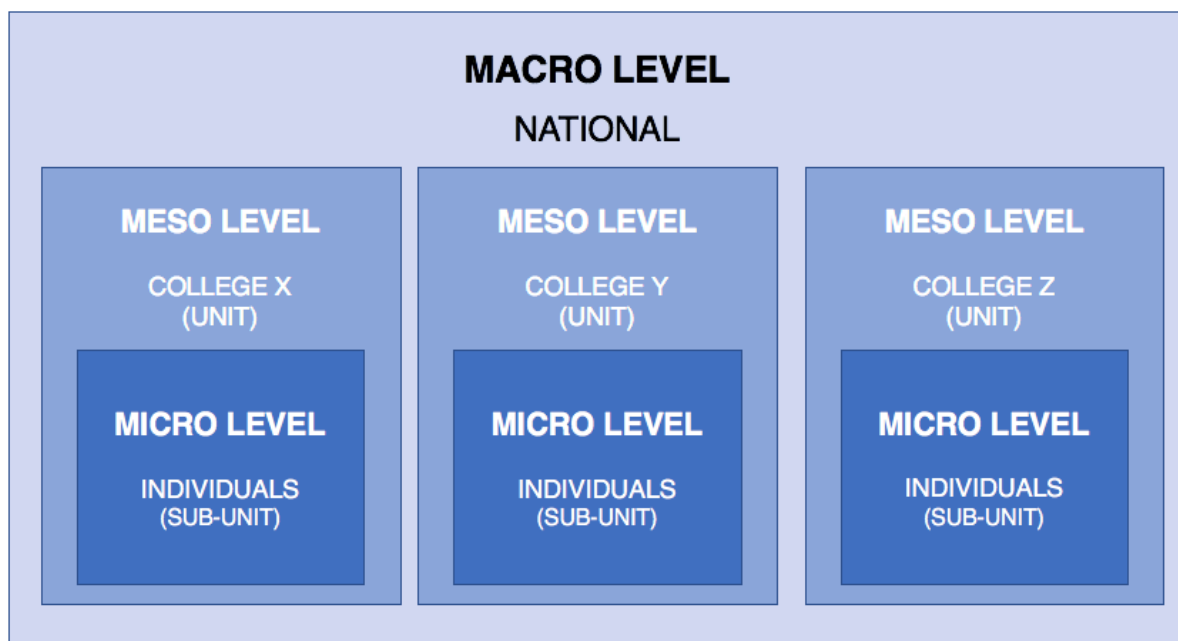 MACRO LEVEL
NATIONAL
MESO LEVEL
COLLEGE X
(UNIT)
MICRO LEVEL
INDIVIDUALS
(SUB-UNIT)
MESO LEVEL
COLLEGE Y
(UNIT)
MICRO LEVEL
INDIVIDUALS
(SUB-UNIT)
MESO LEVEL
COLLEGE Z
(UNIT)
MICRO LEVEL
INDIVIDUALS
(SUB-UNIT)